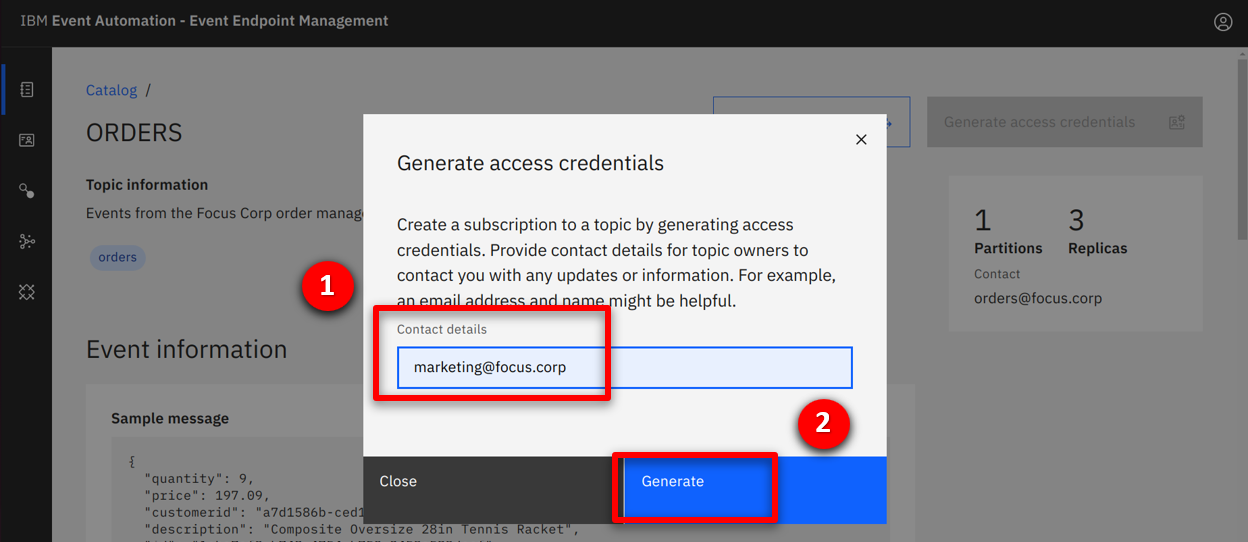 IBM Event Automation - Event Endpoint Management
Catalog /
ORDERS
Generate access credentials
Topic information
Events from the Focus Corp order manag
orders
1
Partitions
3
Replicas
Contact
orders@focus.corp
Generate access credentials
Create a subscription to a topic by generating access
credentials. Provide contact details for topic owners to
contact you with any updates or information. For example,
an email address and name might be helpful.
1
Contact details
marketing@focus.corp
2
Close
Generate
Event information
Sample message
{
"quantity": 9,
"price": 197.09,
"customerid": "a7d1586b-ced1
"description": "Composite Oversize 28in Tennis Racket",